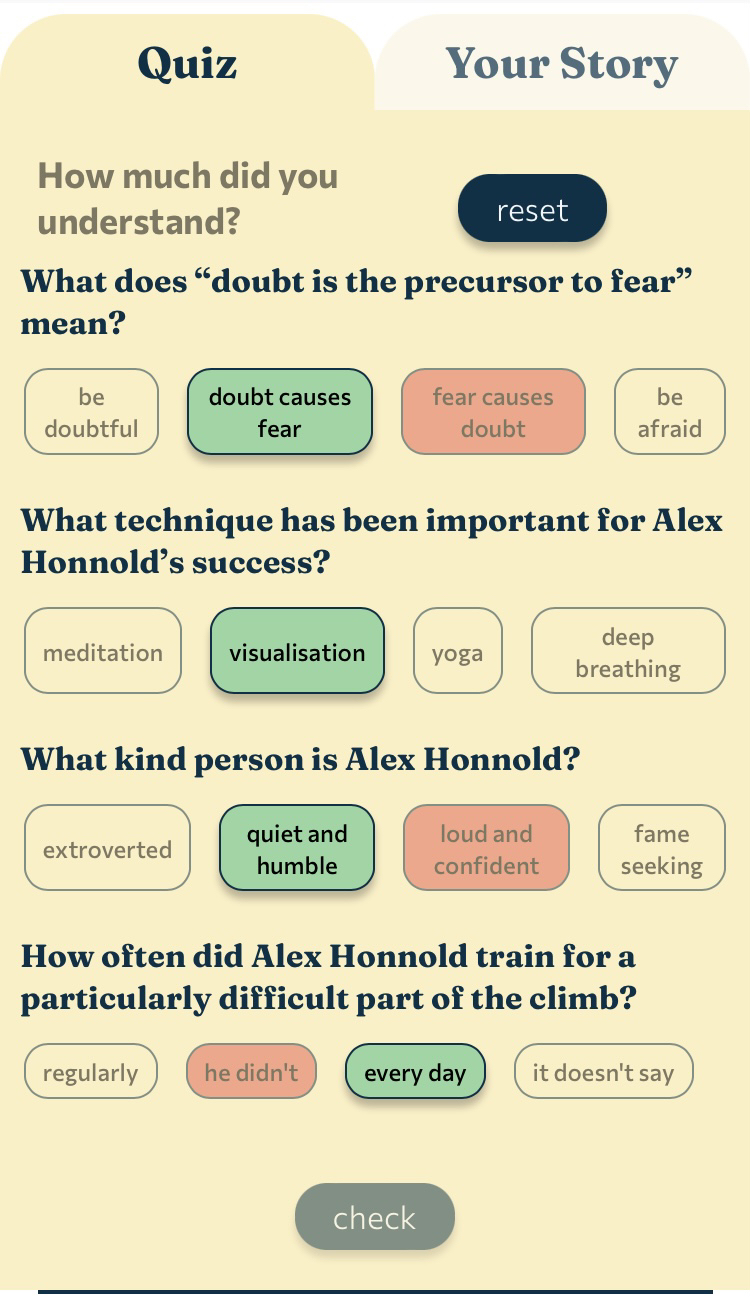 Quiz
Your Story
How much did you
understand?
reset
What does “doubt is the precursor to fear”
mean?
be
doubtful
doubt causes
fear
fear causes
doubt
be
afraid
What technique has been important for Alex
Honnold’s success?
meditation
visualisation
yoga
deep
breathing
What kind person is Alex Honnold?
extroverted
quiet and
humble
loud and
confident
fame
seeking
How often did Alex Honnold train for a
particularly difficult part of the climb?
regularly
he didn't
every day
it doesn't say
check